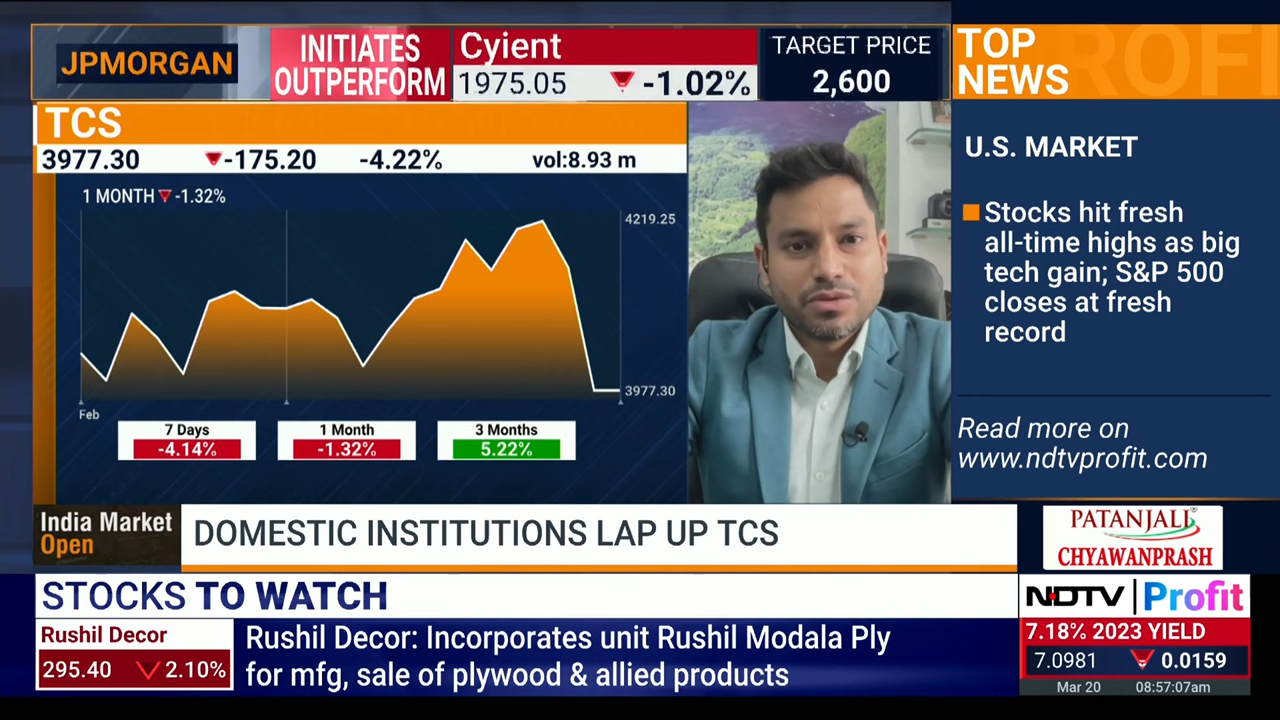 JPMORGAN
INITIATES
OUTPERFORM
Cyient
1975.05 -1.02%
TARGET PRICE
2,600
TOP
NEWS
PROFI
TCS
3977.30 -175.20 -4.22% vol:8.93 m
1 MONTH -1.32%
4219.25
3977.30
Feb
7 Days
-4.14%
1 Month
-1.32%
3 Months
5.22%
U.S. MARKET
Stocks hit fresh
all-time highs as big
tech gain; S&P 500
closes at fresh
record
Read more on
www.ndtvprofit.com
India Market
Open
DOMESTIC INSTITUTIONS LAP UP TCS
PATANJALI
CHYAWANPRASH
STOCKS TO WATCH
Rushil Decor
295.40 2.10%
Rushil Decor: Incorporates unit Rushil Modala Ply
for mfg, sale of plywood & allied products
NDTV Profit
7.18% 2023 YIELD
7.0981 0.0159
Mar 20 08:57:07am